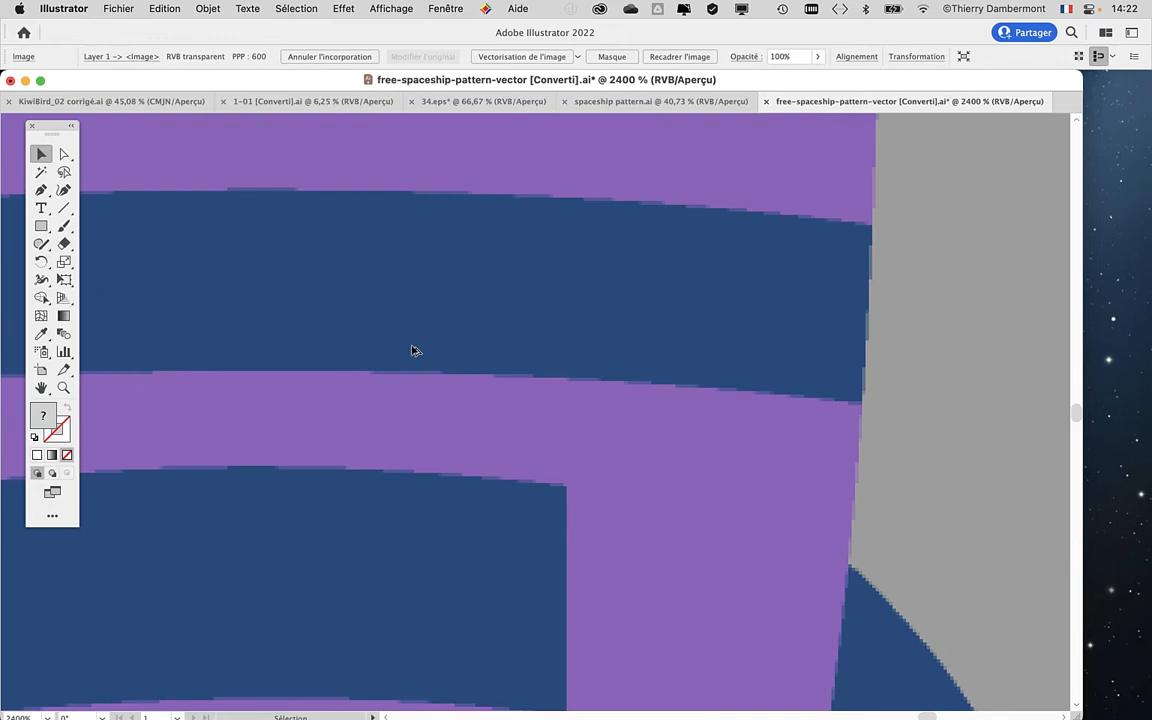 Illustrator Fichier Edition Objet Texte Sélection Effet Affichage Fenêtre Aide ©Thierry Dambermont 14:22
Adobe Illustrator 2022 Partager
Image Layer 1 -> <Image> RVB transparent PPP : 600 Annuler l'incorporation Modifier l'original Vectorisation de l'image Masque Recadrer l'image Opacité : 100% Alignement Transformation
free-spaceship-pattern-vector [Converti].ai* @ 2400 % (RVB/Aperçu)
KiwiBird_02 corrigé.ai @ 45,08 % (CMJN/Aperçu) 1-01 [Converti].ai @ 6,25 % (RVB/Aperçu) 34.eps* @ 66,67 % (RVB/Aperçu) spaceship pattern.ai @ 40,73 % (RVB/Aperçu) free-spaceship-pattern-vector [Converti].ai* @ 2400 % (RVB/Aperçu)
?
2400% 0° 1 Sélection